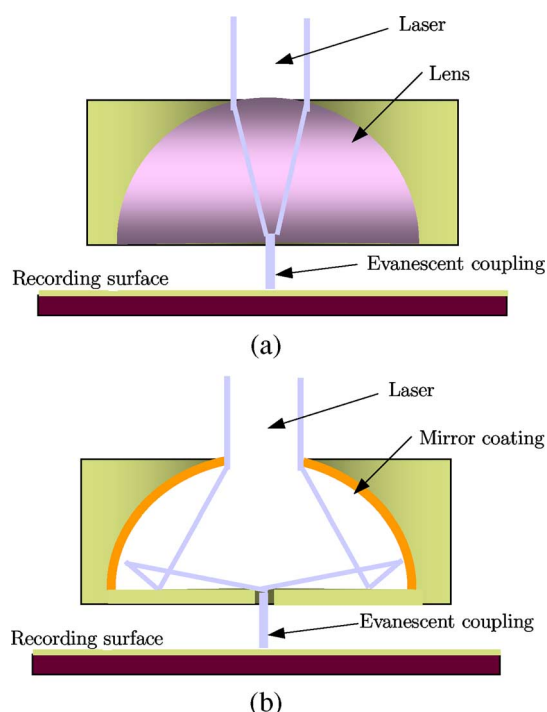 Laser
Lens
Evanescent coupling
Recording surface
(a)
Laser
Mirror coating
Evanescent coupling
Recording surface
(b)